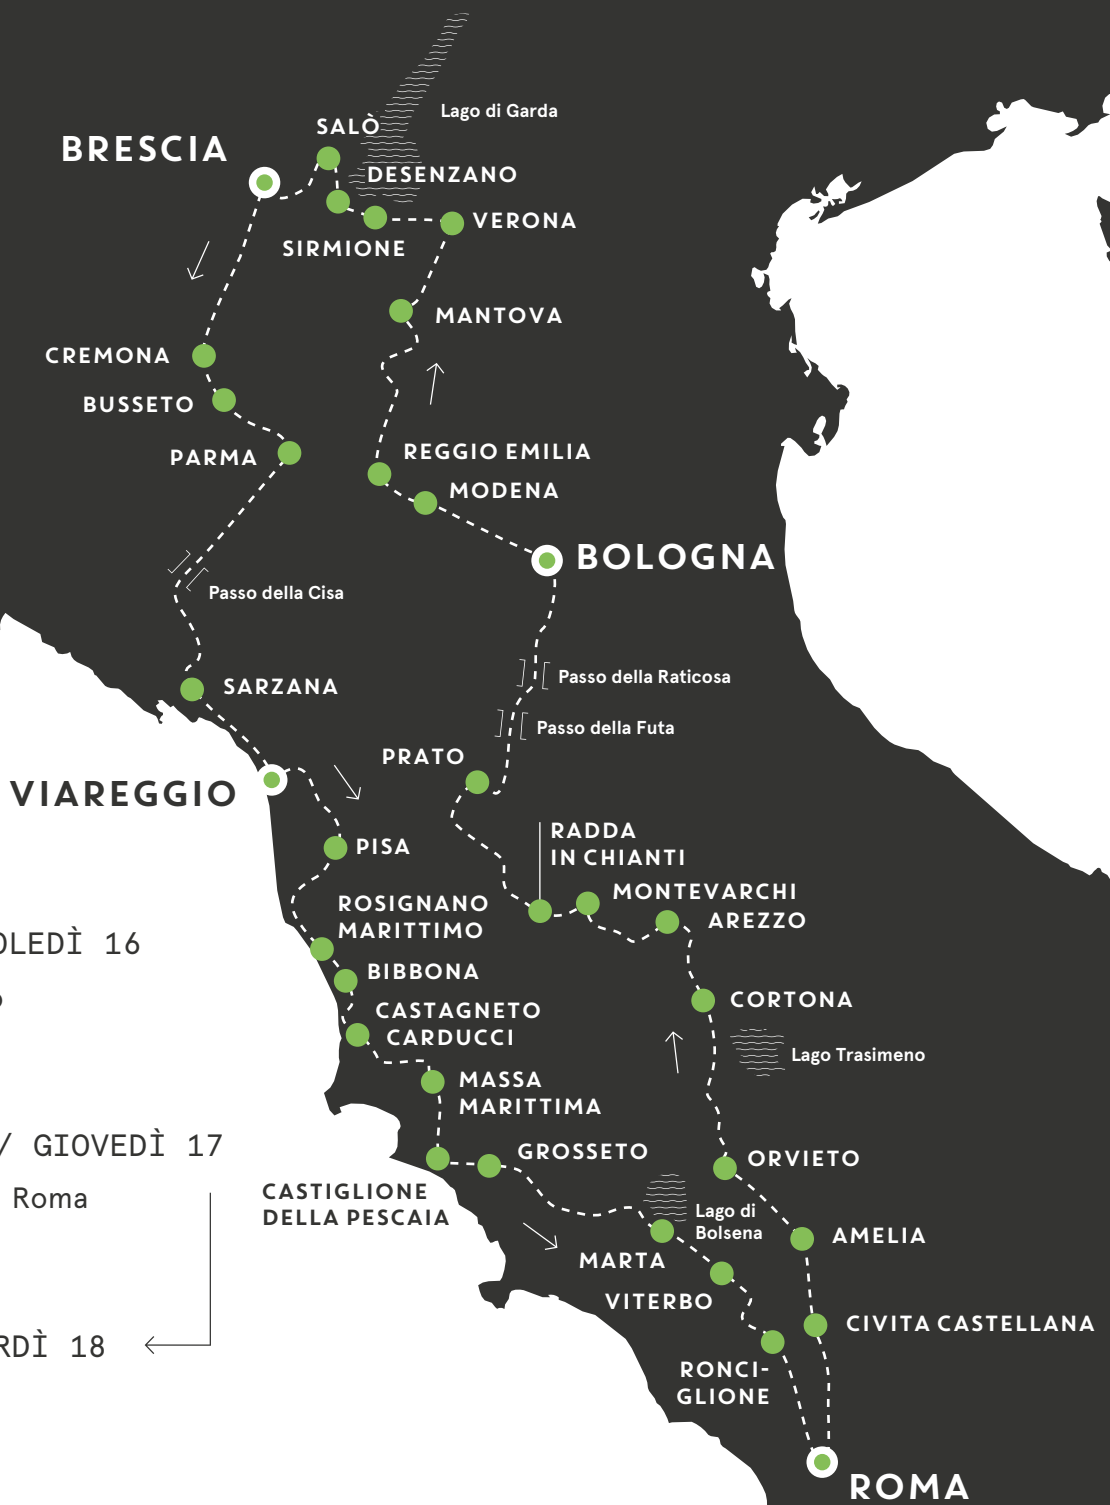 Lago di Garda
SALÒ
BRESCIA
DESENZANO
VERONA
SIRMIONE
MANTOVA
CREMONA
BUSSETO
PARMA
REGGIO EMILIA
MODENA
BOLOGNA
Passo della Cisa
Passo della Raticosa
SARZANA
Passo della Futa
PRATO
VIAREGGIO
RADDA
IN CHIANTI
PISA
MONTEVARCHI
ROSIGNANO
MARITTIMO
AREZZO
OLEDÌ 16
BIBBONA
CORTONA
CASTAGNETO
CARDUCCI
Lago Trasimeno
MASSA
MARITTIMA
/ GIOVEDÌ 17
GROSSETO
ORVIETO
Roma
CASTIGLIONE
DELLA PESCAIA
Lago di
Bolsena
AMELIA
MARTA
VITERBO
CIVITA CASTELLANA
RDÌ 18
RONCI-
GLIONE
ROMA